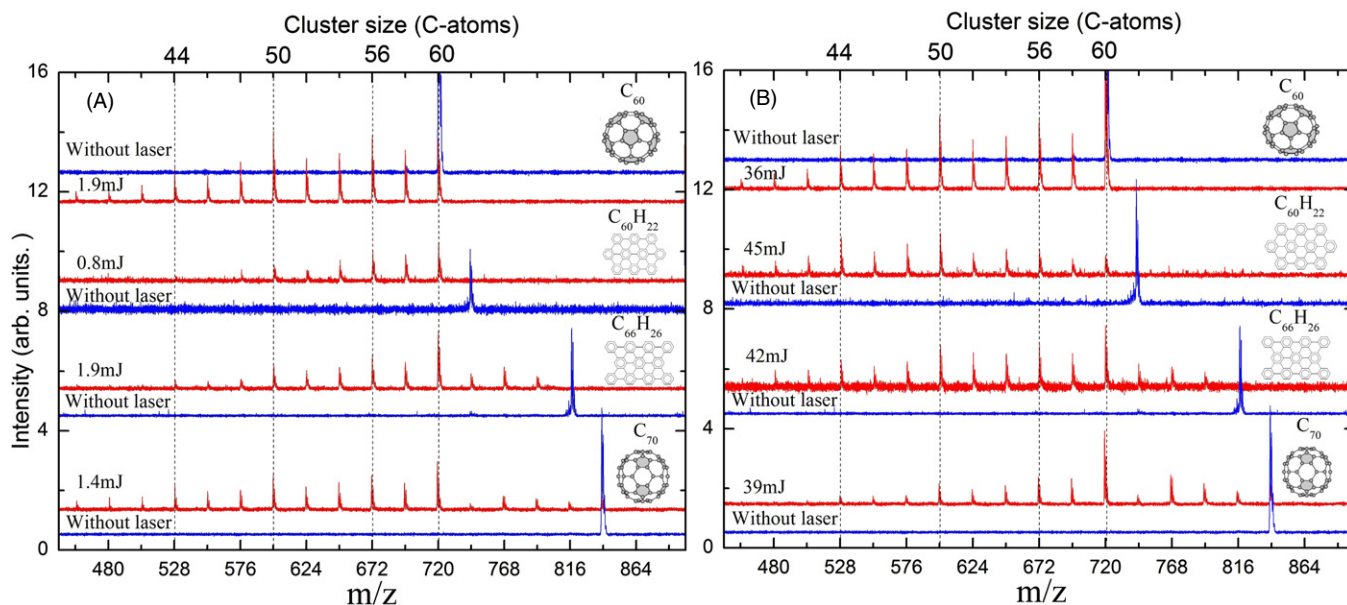 Cluster size (C-atoms)
44 50 56 60
16
(A)
C60
Without laser
12
1.9mJ
C60H22
0.8mJ
Without laser
8
C66H26
1.9mJ
Without laser
4
C70
1.4mJ
Without laser
0
480 528 576 624 672 720 768 816 864
m/z
Intensity (arb. units.)
Cluster size (C-atoms)
44 50 56 60
16
(B)
C60
Without laser
12
36mJ
C60H22
45mJ
Without laser
8
C66H26
42mJ
Without laser
4
C70
39mJ
Without laser
0
480 528 576 624 672 720 768 816 864
m/z